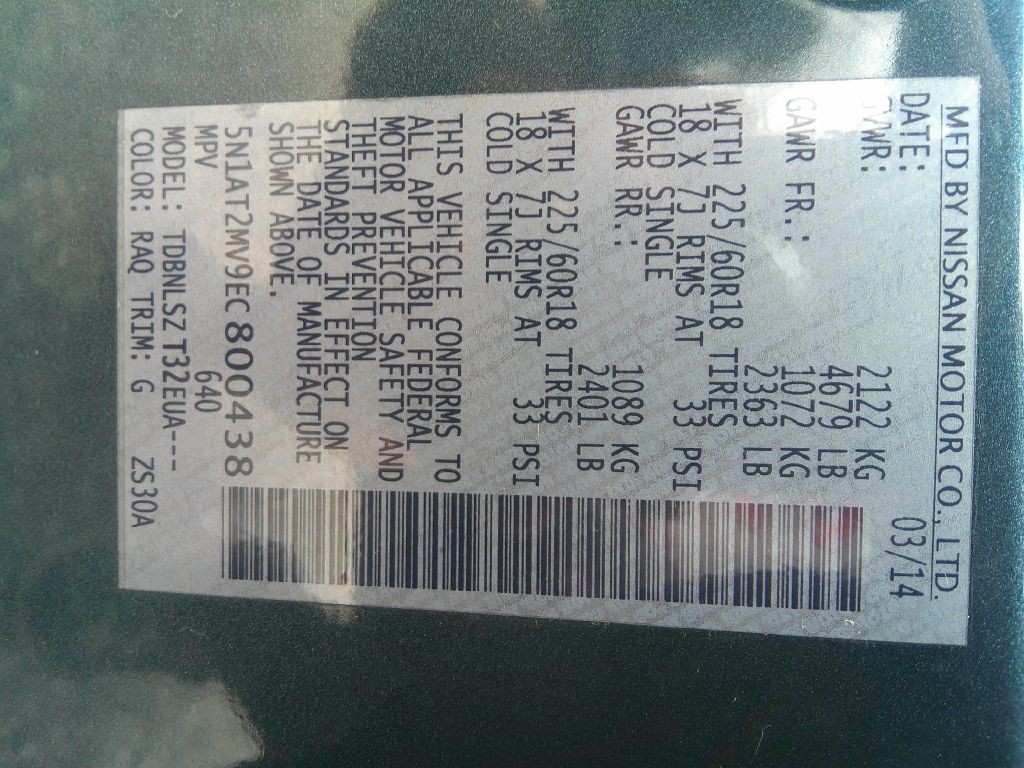 MFD BY NISSAN MOTOR CO., LTD.
DATE: 03/14
GVWR: 2122 KG
4679 LB
GAWR FR.: 1072 KG
2363 LB
WITH 225/60R18 TIRES
18 X 7J RIMS AT 33 PSI
COLD SINGLE
GAWR RR.: 1089 KG
2401 LB
WITH 225/60R18 TIRES
18 X 7J RIMS AT 33 PSI
COLD SINGLE
THIS VEHICLE CONFORMS TO
ALL APPLICABLE FEDERAL
MOTOR VEHICLE SAFETY AND
THEFT PREVENTION
STANDARDS IN EFFECT ON
THE DATE OF MANUFACTURE
SHOWN ABOVE.
5N1AT2MV9EC800438
MPV 640
MODEL: TDBNLSZ T32EUA---
COLOR: RAQ TRIM: G ZS30A